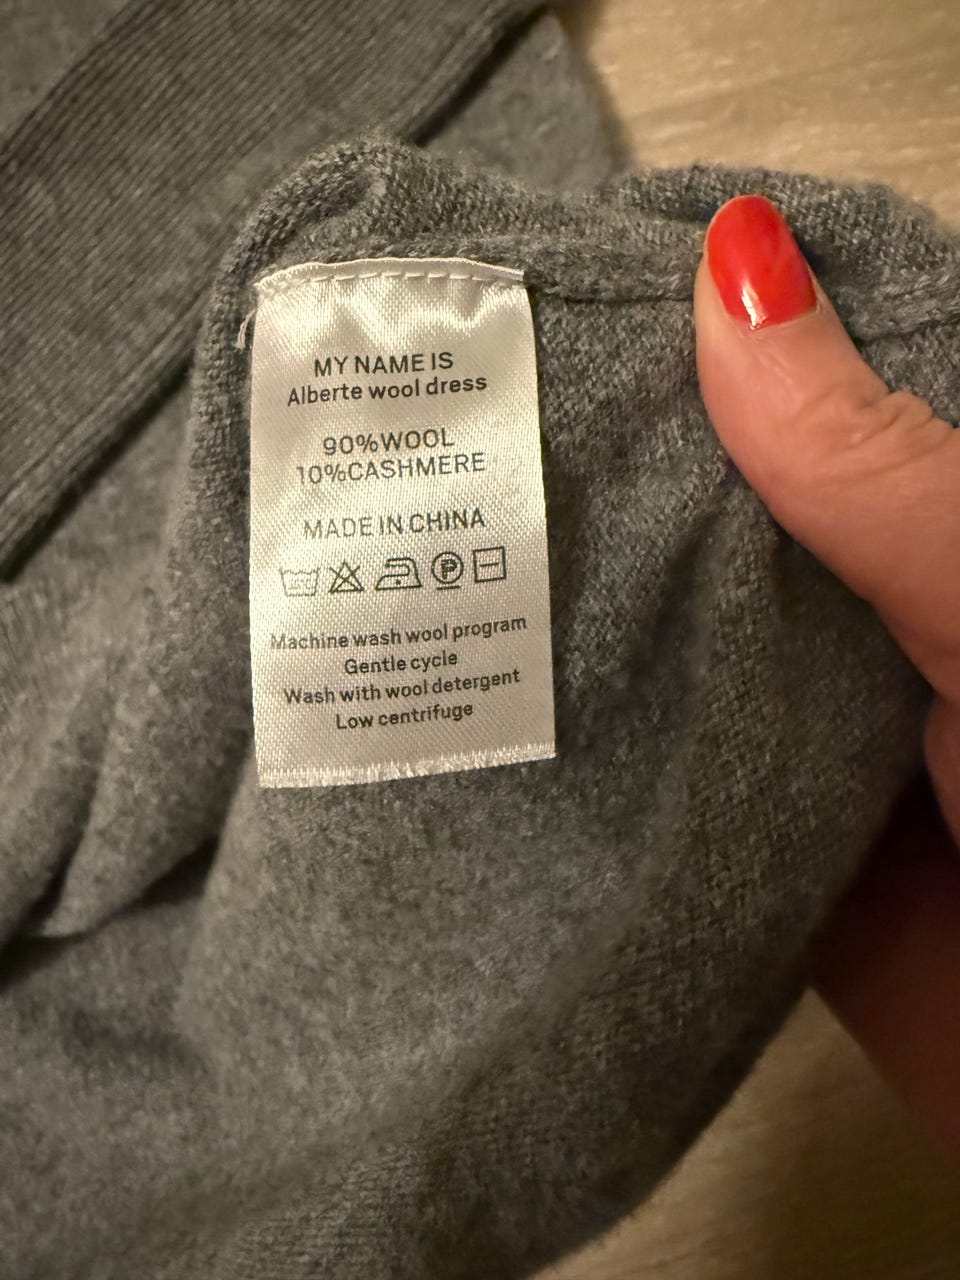 MY NAME IS
Alberte wool dress
90%WOOL
10%CASHMERE
MADE IN CHINA
P
Machine wash wool program
Gentle cycle
Wash with wool detergent
Low centrifuge